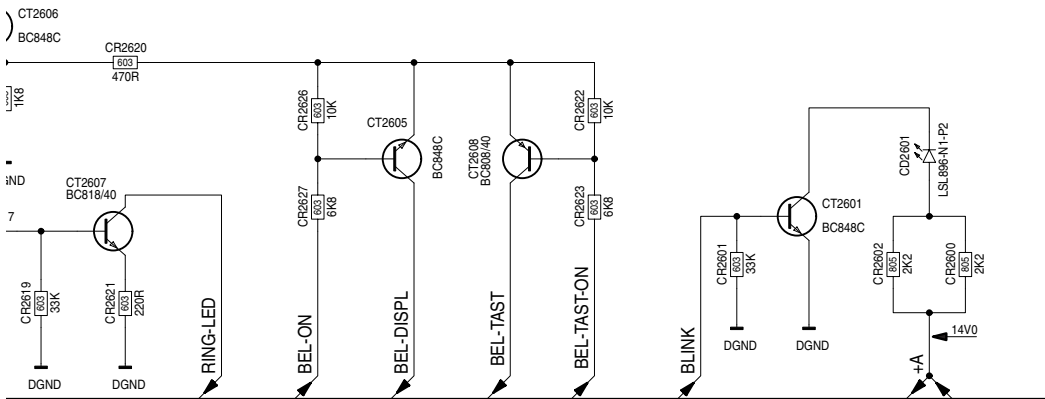 CT2606
BC848C
CR2620
603
470R
1K8
GND
CT2607
BC818/40
7
CR2619
603
33K
CR2621
603
220R
DGND
DGND
RING-LED
CR2626
603
10K
CR2627
603
6K8
BEL-ON
CT2605
BC848C
BEL-DISPL
CT2608
BC808/40
BEL-TAST
CR2622
603
10K
CR2623
603
6K8
BEL-TAST-ON
BLINK
CR2601
603
33K
DGND
CT2601
BC848C
DGND
CD2601
LSL896-N1-P2
CR2602
805
2K2
CR2600
805
2K2
14V0
+A